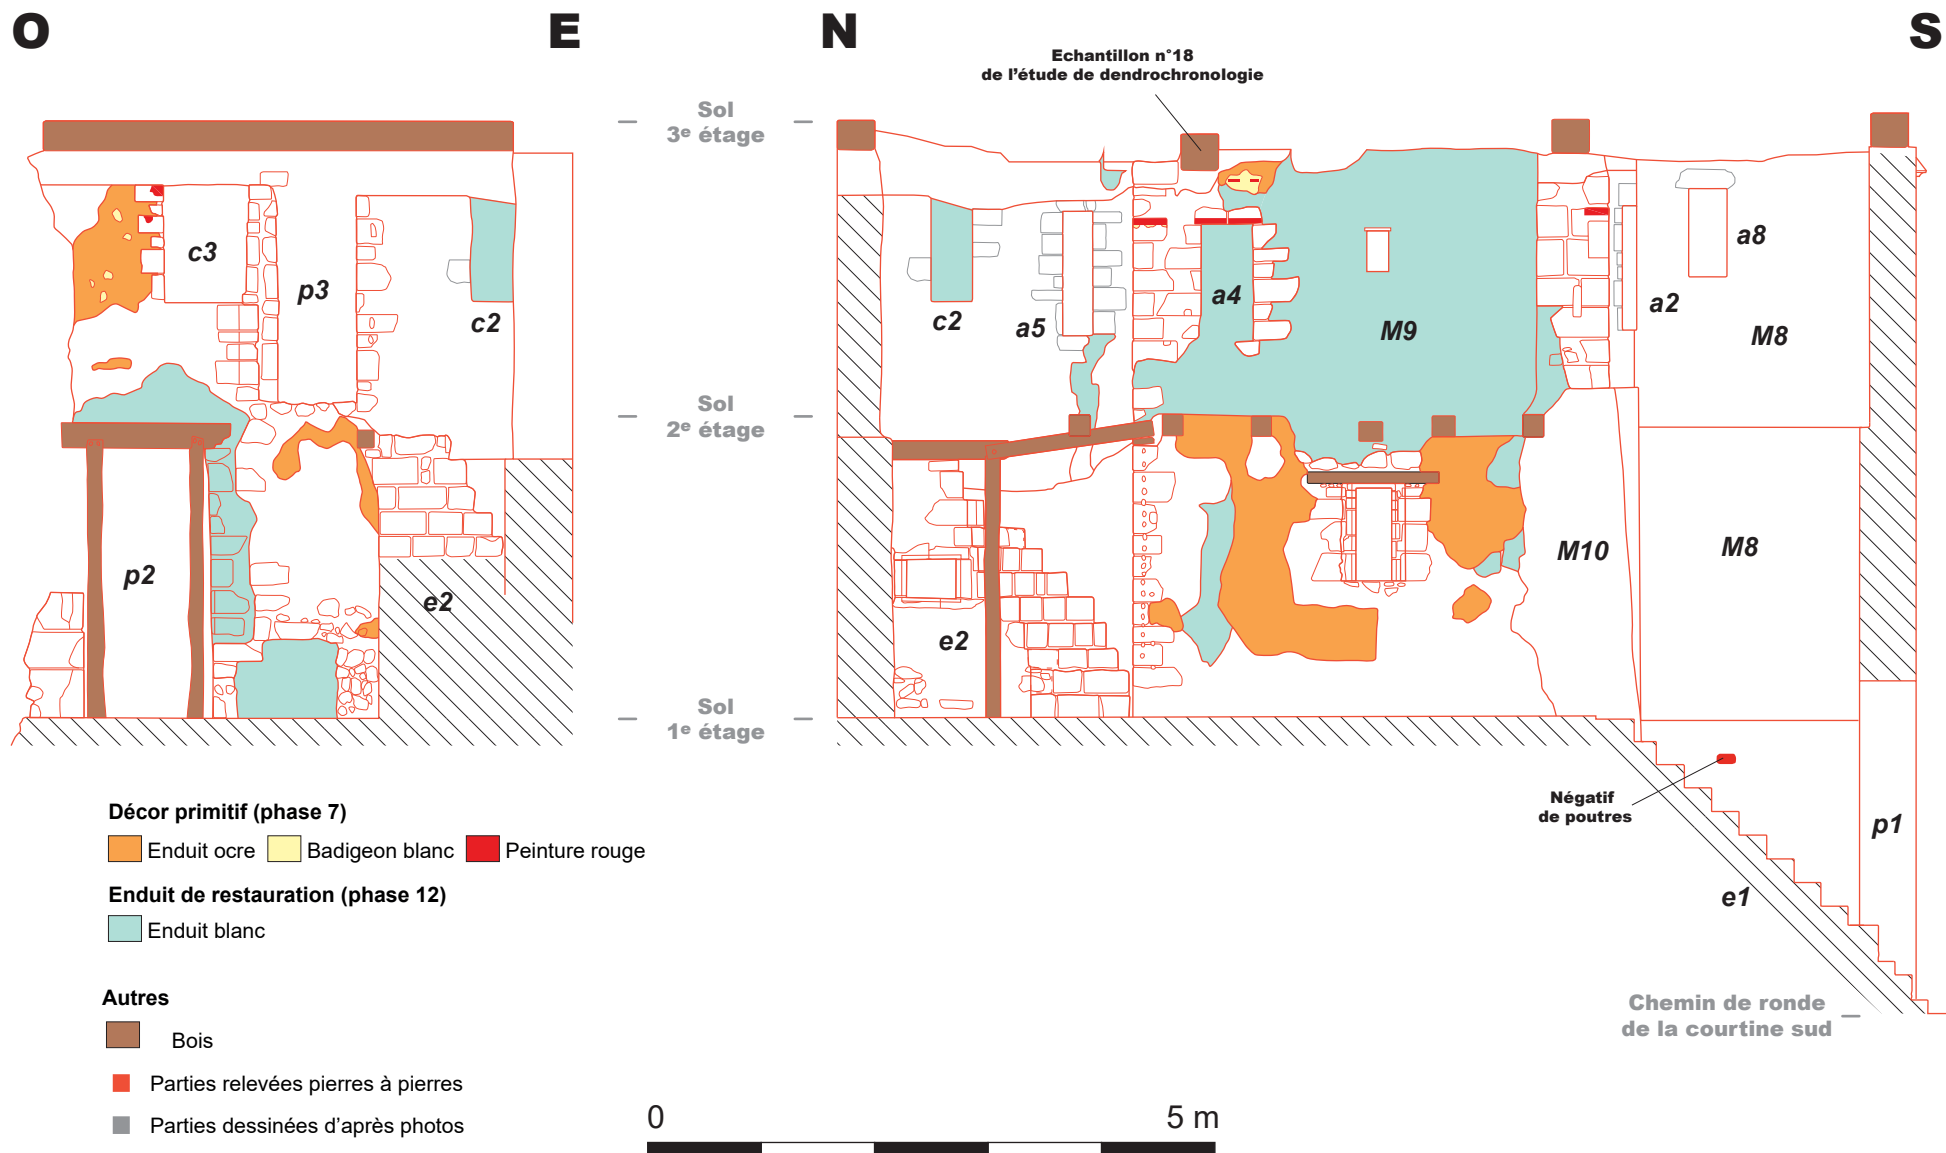 O
E
N
S
Echantillon n°18
de l'étude de dendrochronologie
Sol
3e étage
c3
p3
c2
c2
a5
a4
M9
a2
a8
M8
Sol
2e étage
p2
e2
e2
M10
M8
Sol
1e étage
Négatif
de poutres
p1
e1
Chemin de ronde
de la courtine sud
Décor primitif (phase 7)
Enduit ocre
Badigeon blanc
Peinture rouge
Enduit de restauration (phase 12)
Enduit blanc
Autres
Bois
Parties relevées pierres à pierres
Parties dessinées d'après photos
0
5 m